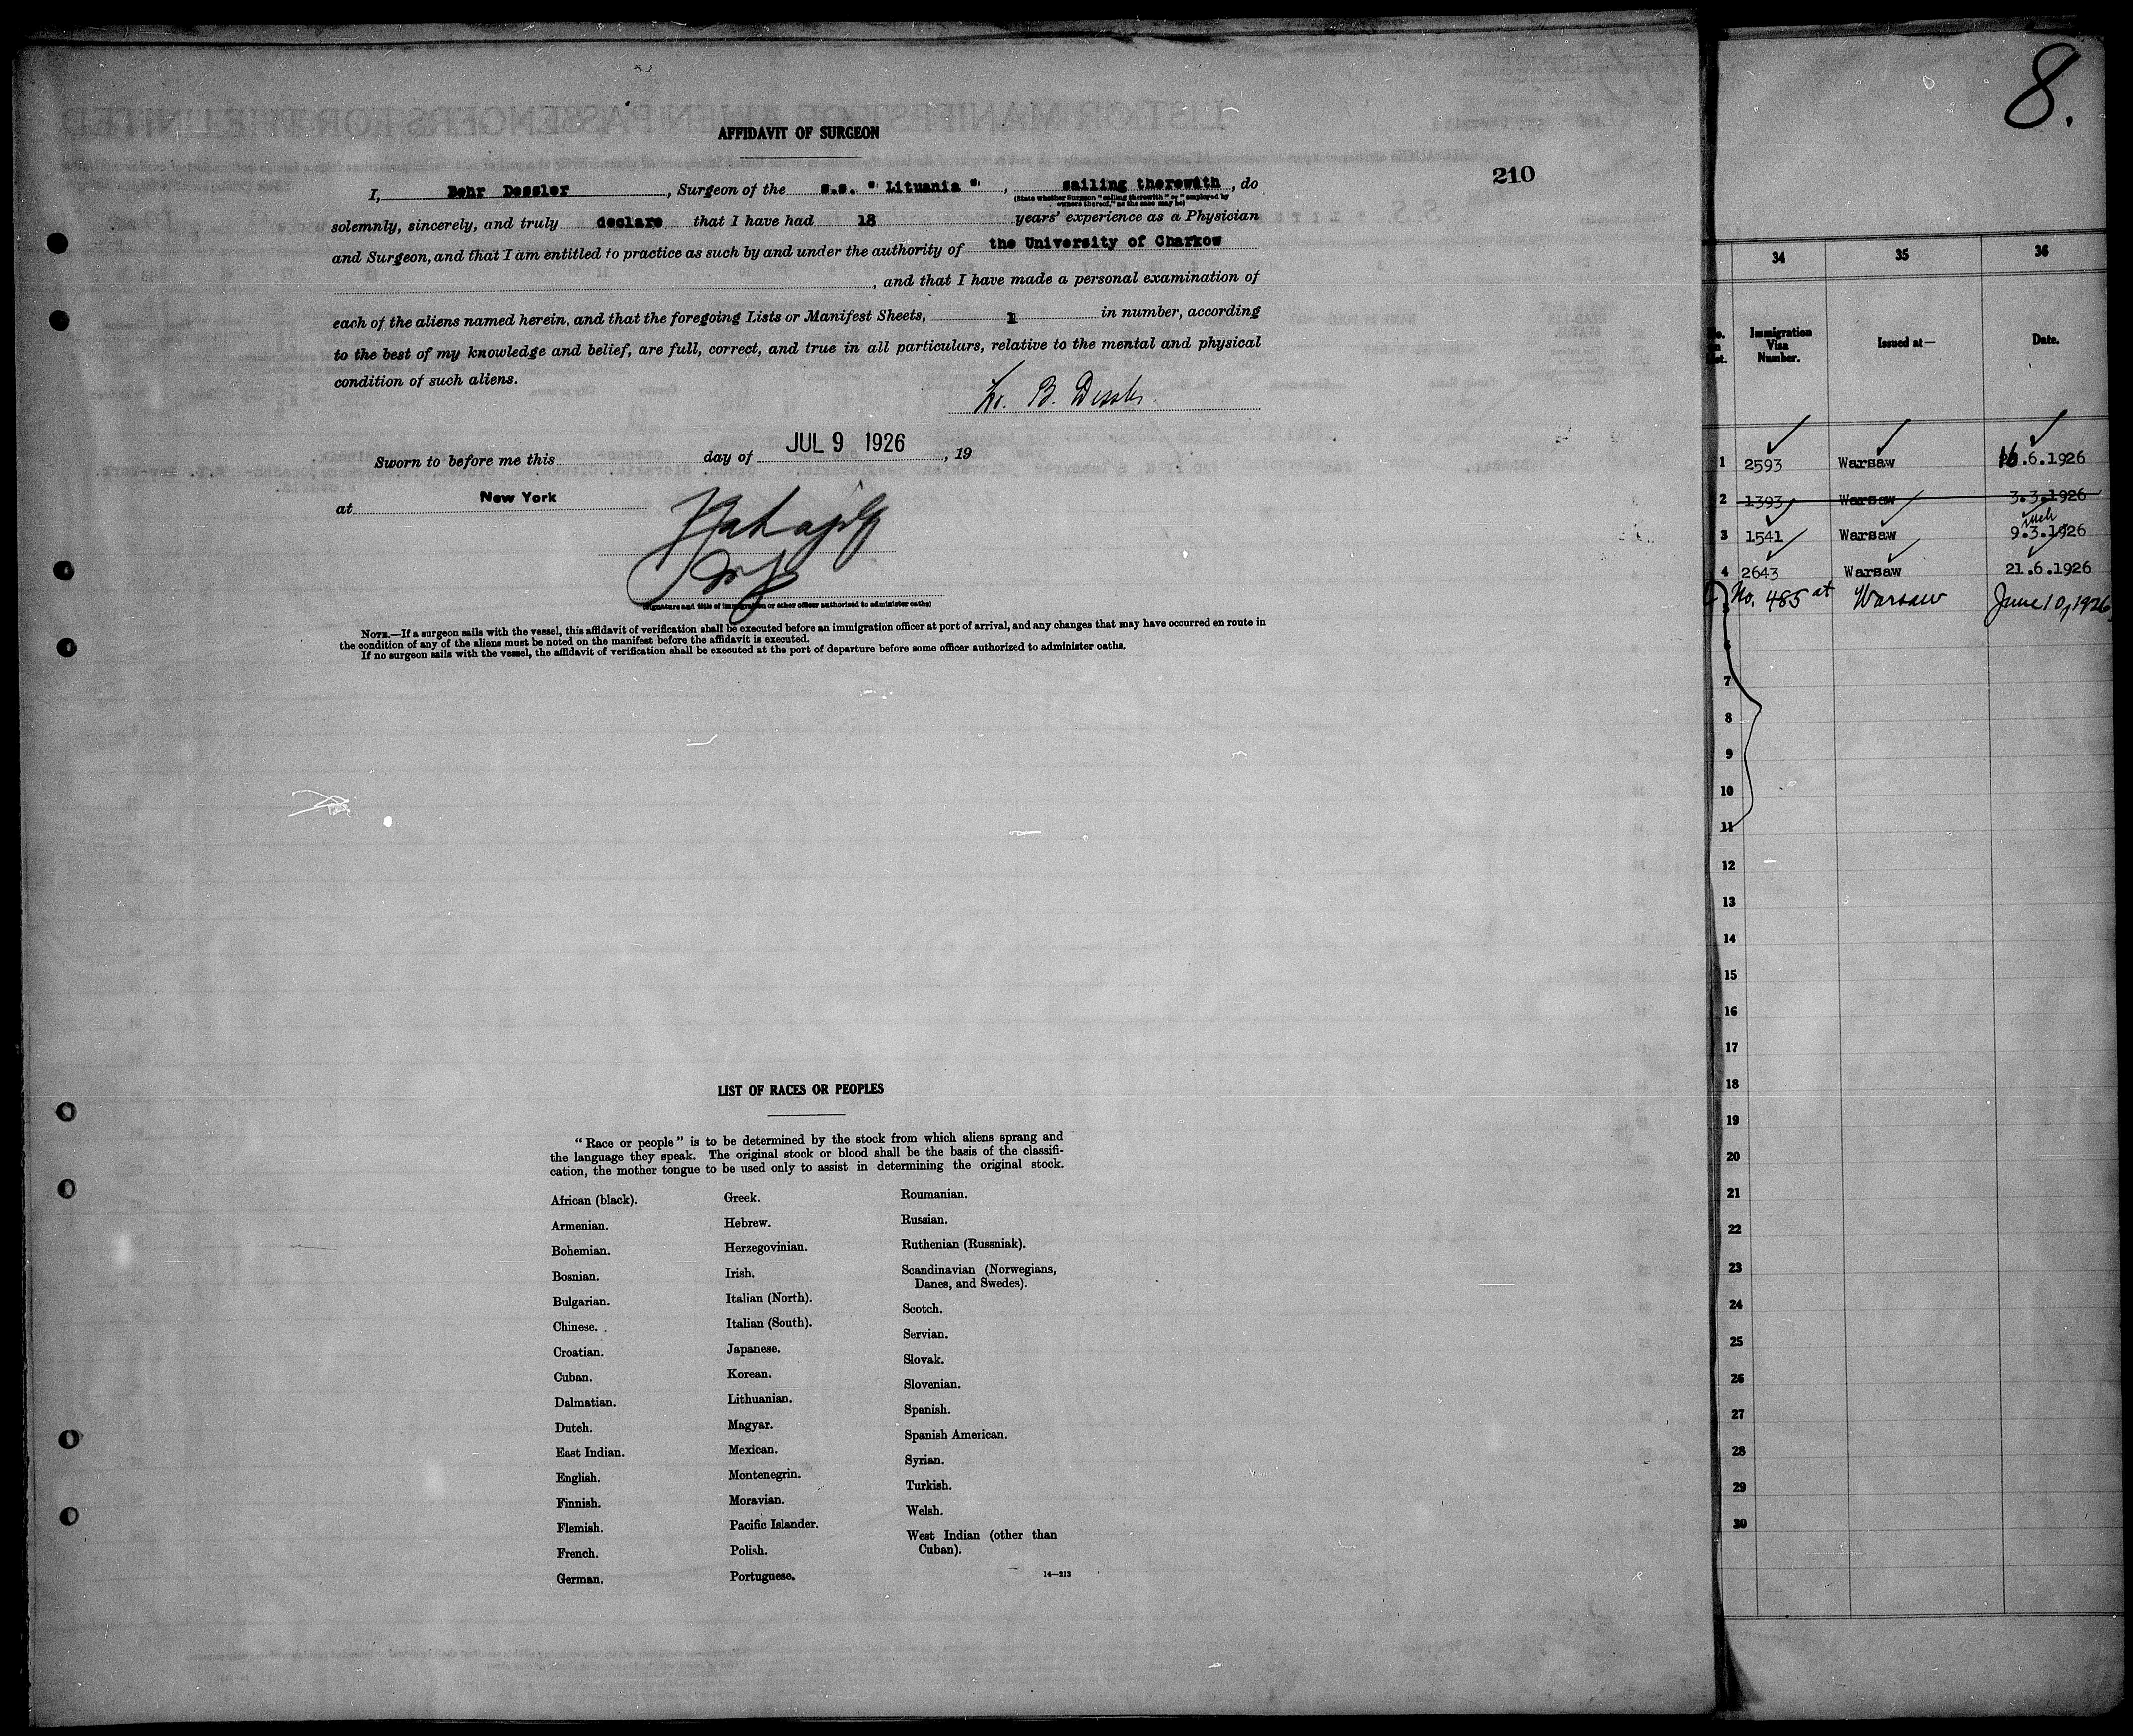 8.
AFFIDAVIT OF SURGEON
210
I, Behr Dessler, Surgeon of the s.s. " Lituania ", sailing therewith, do
(State whether Surgeon "sailing therewith" or "employed by
owners thereof," as the case may be)
solemnly, sincerely, and truly declare that I have had 18 years' experience as a Physician
and Surgeon, and that I am entitled to practice as such by and under the authority of the University of Charkow
, and that I have made a personal examination of
each of the aliens named herein, and that the foregoing Lists or Manifest Sheets, 1 in number, according
to the best of my knowledge and belief, are full, correct, and true in all particulars, relative to the mental and physical
condition of such aliens.
B. Dessler
Sworn to before me this day of JUL 9 1926, 19
at New York
(Signature and title of immigration or other officer authorized to administer oaths)
NOTE.—If a surgeon sails with the vessel, this affidavit of verification shall be executed before an immigration officer at port of arrival, and any changes that may have occurred en route in
the condition of any of the aliens must be noted on the manifest before the affidavit is executed.
If no surgeon sails with the vessel, the affidavit of verification shall be executed at the port of departure before some officer authorized to administer oaths.
LIST OF RACES OR PEOPLES
"Race or people" is to be determined by the stock from which aliens sprang and
the language they speak. The original stock or blood shall be the basis of the classifi-
cation, the mother tongue to be used only to assist in determining the original stock.
African (black).
Armenian.
Bohemian.
Bosnian.
Bulgarian.
Chinese.
Croatian.
Cuban.
Dalmatian.
Dutch.
East Indian.
English.
Finnish.
Flemish.
French.
German.
Greek.
Hebrew.
Herzegovinian.
Irish.
Italian (North).
Italian (South).
Japanese.
Korean.
Lithuanian.
Magyar.
Mexican.
Montenegrin.
Moravian.
Pacific Islander.
Polish.
Portuguese.
Roumanian.
Russian.
Ruthenian (Russniak).
Scandinavian (Norwegians,
Danes, and Swedes).
Scotch.
Servian.
Slovak.
Slovenian.
Spanish.
Spanish American.
Syrian.
Turkish.
Welsh.
West Indian (other than
Cuban).
14—213
34 35 36
Immigration
Visa
Number.
Issued at—
Date.
1 2593 Warsaw 16.6.1926
2 1393 Warsaw 3.3.1926
3 1541 Warsaw 9.3.1926
4 2643 Warsaw 21.6.1926
5 No. 485 at Warsaw June 10, 1926
6
7
8
9
10
11
12
13
14
15
16
17
18
19
20
21
22
23
24
25
26
27
28
29
30